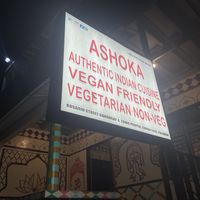 ASHOKA
AUTHENTIC INDIAN CUISINE
VEGAN FRIENDLY
VEGETARIAN NON-VEG